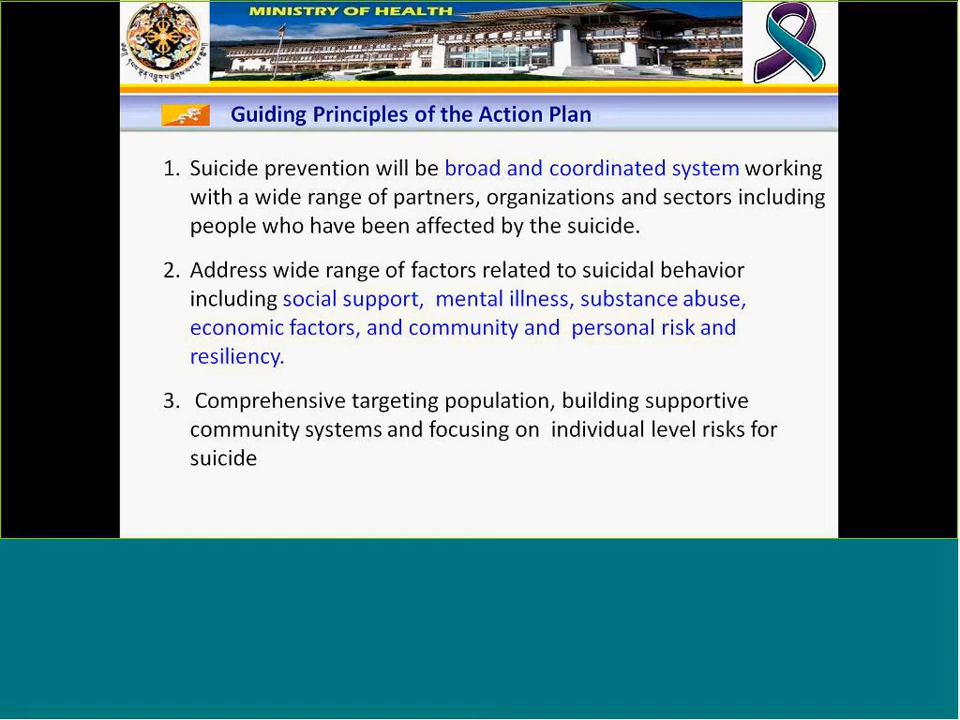 MINISTRY OF HEALTH
Guiding Principles of the Action Plan
1. Suicide prevention will be broad and coordinated system working
with a wide range of partners, organizations and sectors including
people who have been affected by the suicide.
2. Address wide range of factors related to suicidal behavior
including social support, mental illness, substance abuse,
economic factors, and community and personal risk and
resiliency.
3. Comprehensive targeting population, building supportive
community systems and focusing on individual level risks for
suicide